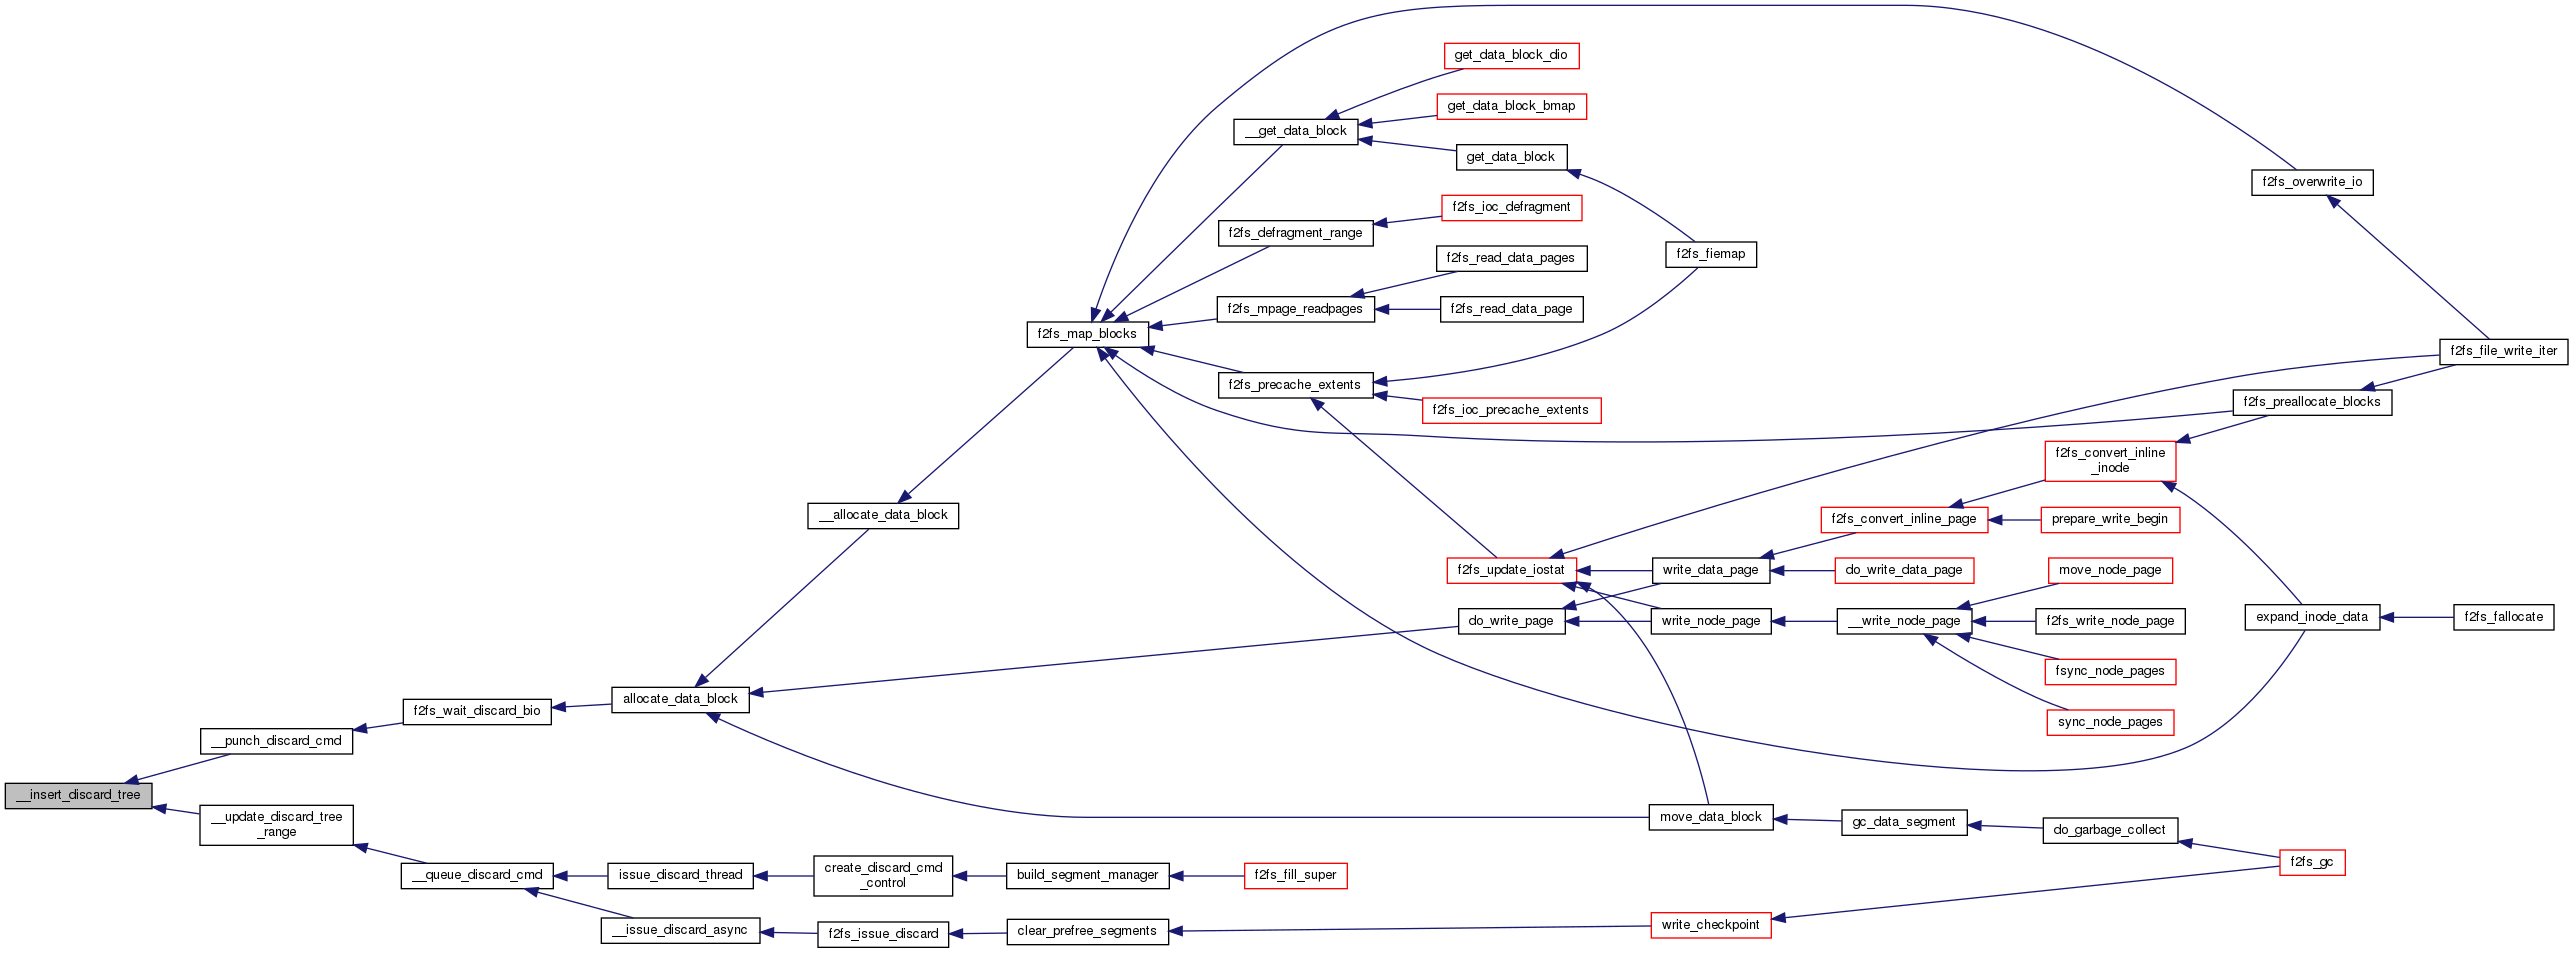 get_data_block_dio
get_data_block_bmap
__get_data_block
get_data_block
f2fs_overwrite_io
f2fs_ioc_defragment
f2fs_defragment_range
f2fs_read_data_pages
f2fs_fiemap
f2fs_mpage_readpages
f2fs_read_data_page
f2fs_map_blocks
f2fs_file_write_iter
f2fs_precache_extents
f2fs_ioc_precache_extents
f2fs_preallocate_blocks
f2fs_convert_inline
_inode
__allocate_data_block
f2fs_convert_inline_page
prepare_write_begin
f2fs_update_iostat
write_data_page
do_write_data_page
move_node_page
do_write_page
write_node_page
__write_node_page
f2fs_write_node_page
expand_inode_data
f2fs_fallocate
fsync_node_pages
allocate_data_block
f2fs_wait_discard_bio
sync_node_pages
__punch_discard_cmd
__insert_discard_tree
__update_discard_tree
_range
move_data_block
gc_data_segment
do_garbage_collect
f2fs_gc
__queue_discard_cmd
issue_discard_thread
create_discard_cmd
_control
build_segment_manager
f2fs_fill_super
__issue_discard_async
f2fs_issue_discard
clear_prefree_segments
write_checkpoint